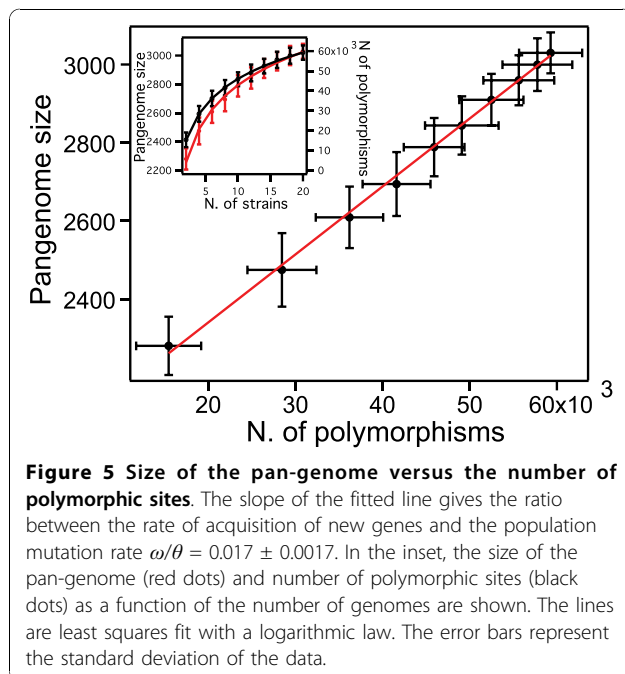 3000
2800
2600
2400
Pangenome size
3000
2800
2600
2400
2200
Pangenome size
60x10 3
50
40
30
20
10
0
N. of polymorphisms
5 10 15 20
N. of strains
20 30 40 50 60x10 3
N. of polymorphisms
Figure 5 Size of the pan-genome versus the number of
polymorphic sites. The slope of the fitted line gives the ratio
between the rate of acquisition of new genes and the population
mutation rate ω/θ = 0.017 ± 0.0017. In the inset, the size of the
pan-genome (red dots) and number of polymorphic sites (black
dots) as a function of the number of genomes are shown. The lines
are least squares fit with a logarithmic law. The error bars represent
the standard deviation of the data.